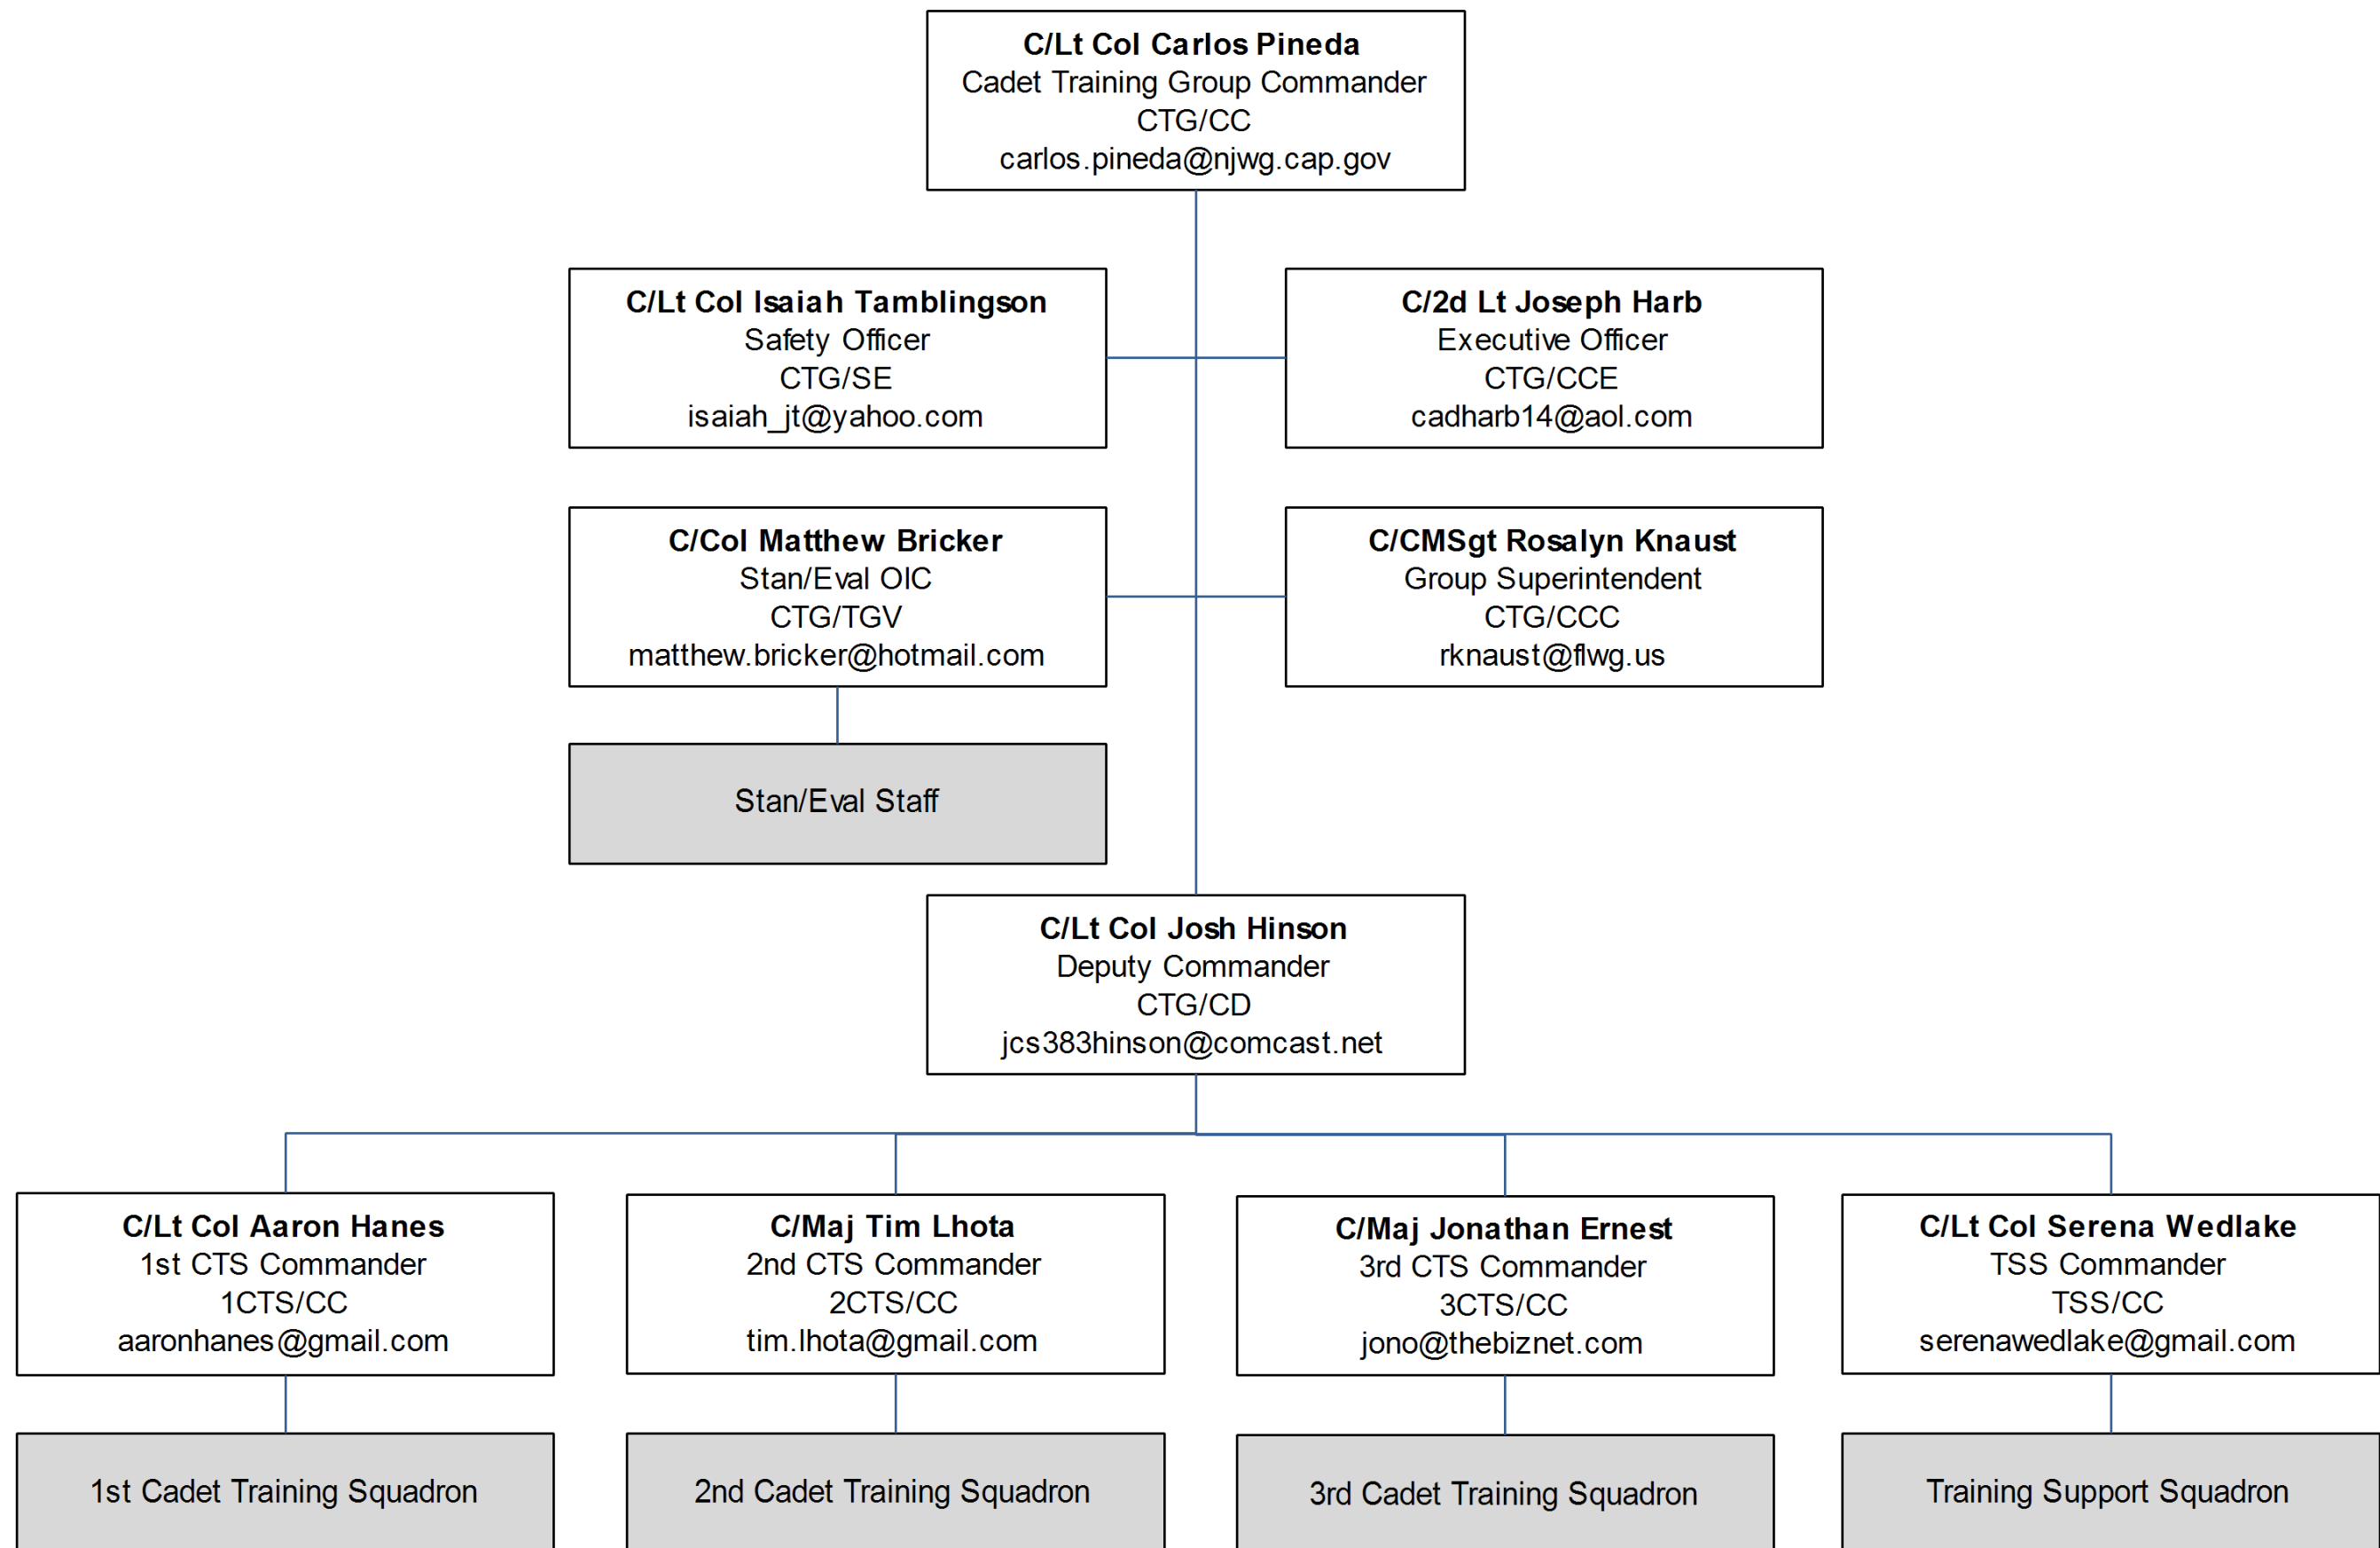 C/Lt Col Carlos Pineda
Cadet Training Group Commander
CTG/CC
carlos.pineda@njwg.cap.gov
C/Lt Col Isaiah Tamblingson
Safety Officer
CTG/SE
isaiah_jt@yahoo.com
C/2d Lt Joseph Harb
Executive Officer
CTG/CCE
cadharb14@aol.com
C/Col Matthew Bricker
Stan/Eval OIC
CTG/TGV
matthew.bricker@hotmail.com
C/CMSgt Rosalyn Knaust
Group Superintendent
CTG/CCC
rknaust@flwg.us
Stan/Eval Staff
C/Lt Col Josh Hinson
Deputy Commander
CTG/CD
jcs383hinson@comcast.net
C/Lt Col Aaron Hanes
1st CTS Commander
1CTS/CC
aaronhanes@gmail.com
C/Maj Tim Lhota
2nd CTS Commander
2CTS/CC
tim.lhota@gmail.com
C/Maj Jonathan Ernest
3rd CTS Commander
3CTS/CC
jono@thebiznet.com
C/Lt Col Serena Wedlake
TSS Commander
TSS/CC
serenawedlake@gmail.com
1st Cadet Training Squadron
2nd Cadet Training Squadron
3rd Cadet Training Squadron
Training Support Squadron